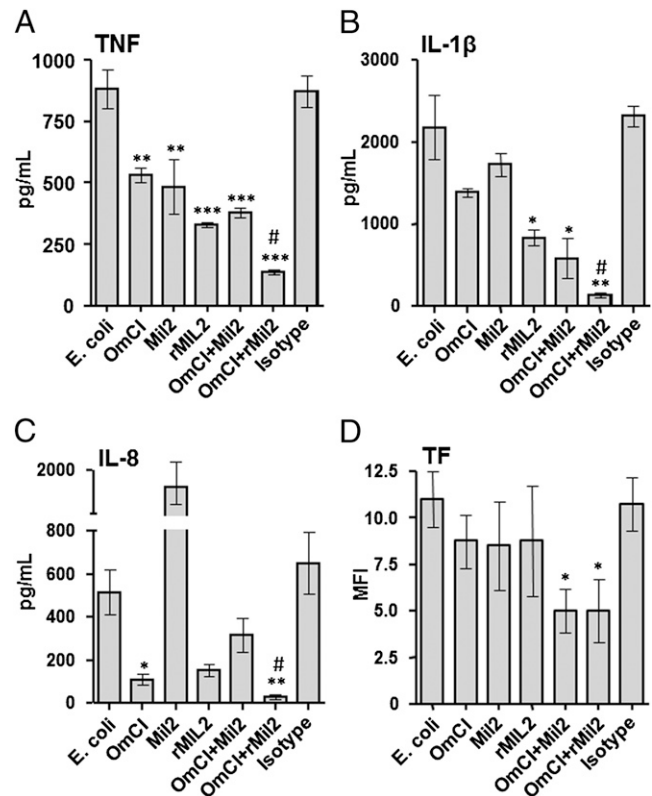 A
TNF
pg/mL
1000
750
500
250
0
**
**
***
***
#
***
E. coli
OmCI
Mil2
rMIL2
OmCI+Mil2
OmCI+rMil2
Isotype
B
IL-1β
pg/mL
3000
2000
1000
0
*
*
#
**
E. coli
OmCI
Mil2
rMIL2
OmCI+Mil2
OmCI+rMil2
Isotype
C
IL-8
pg/mL
2000
800
600
400
200
0
*
#
**
E. coli
OmCI
Mil2
rMIL2
OmCI+Mil2
OmCI+rMil2
Isotype
D
TF
MFI
12.5
10.0
7.5
5.0
2.5
0
*
*
E. coli
OmCI
Mil2
rMIL2
OmCI+Mil2
OmCI+rMil2
Isotype